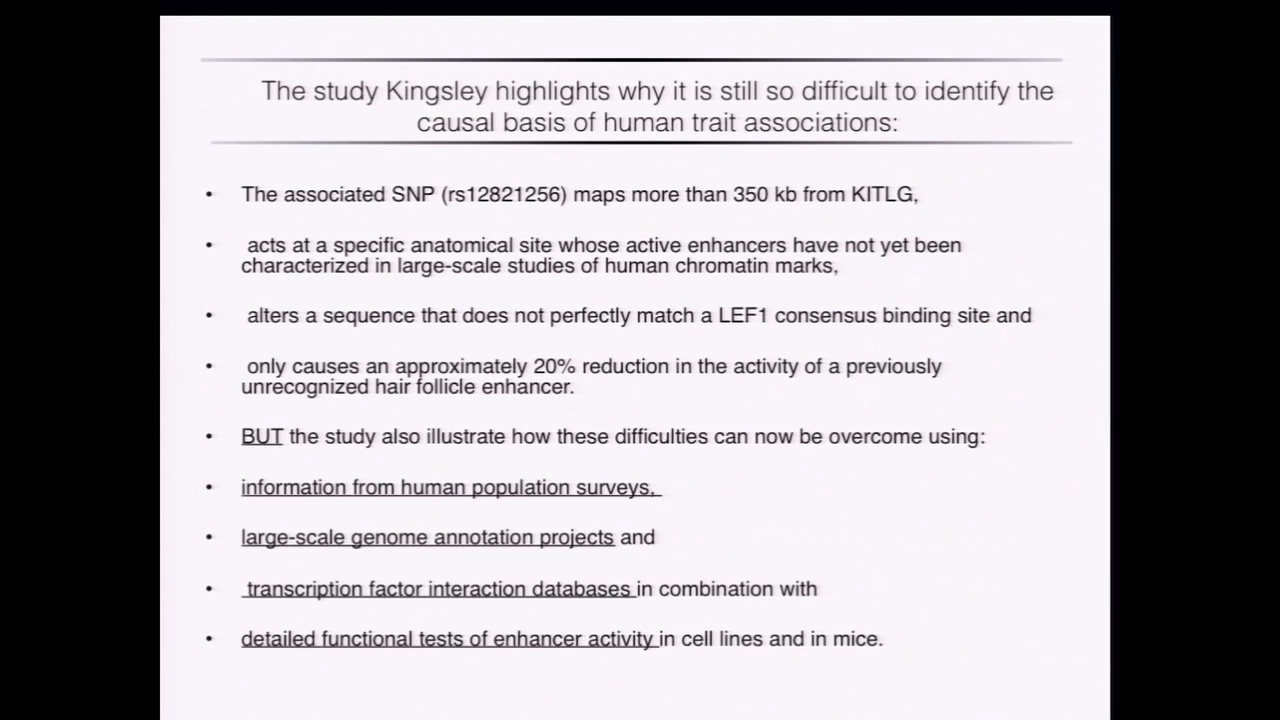 The study Kingsley highlights why it is still so difficult to identify the
causal basis of human trait associations:
• The associated SNP (rs12821256) maps more than 350 kb from KITLG,
• acts at a specific anatomical site whose active enhancers have not yet been
characterized in large-scale studies of human chromatin marks,
• alters a sequence that does not perfectly match a LEF1 consensus binding site and
• only causes an approximately 20% reduction in the activity of a previously
unrecognized hair follicle enhancer.
• BUT the study also illustrate how these difficulties can now be overcome using:
• information from human population surveys,
• large-scale genome annotation projects and
• transcription factor interaction databases in combination with
• detailed functional tests of enhancer activity in cell lines and in mice.